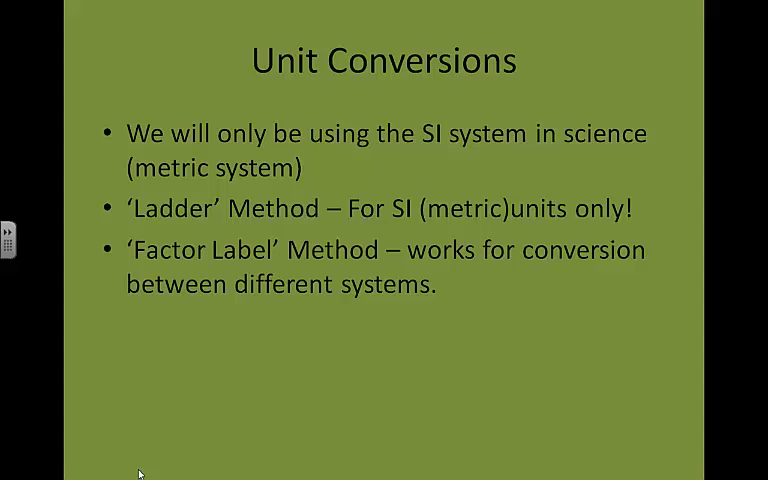 Unit Conversions
• We will only be using the SI system in science
(metric system)
• ‘Ladder’ Method – For SI (metric)units only!
• ‘Factor Label’ Method – works for conversion
between different systems.